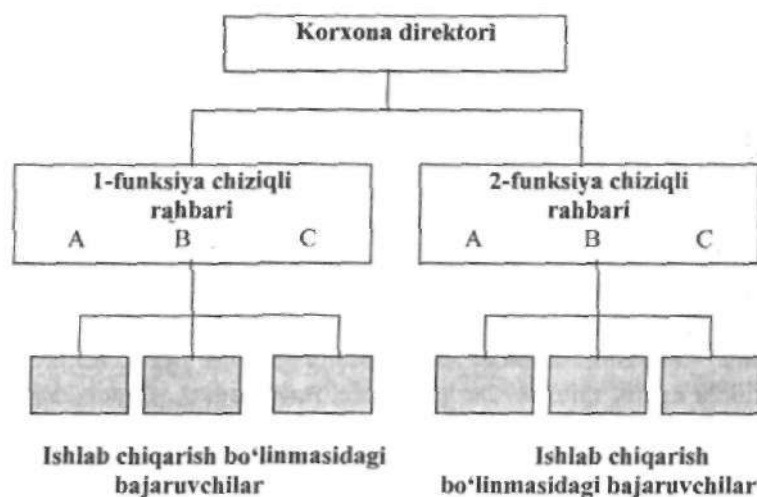 Korxona direktori
1-funksiya chiziqli
rahbari
A B C
2-funksiya chiziqli
rahbari
A B C
Ishlab chiqarish bo‘linmasidagi
bajaruvchilar
Ishlab chiqarish
bo‘linmasidagi bajaruvchilar